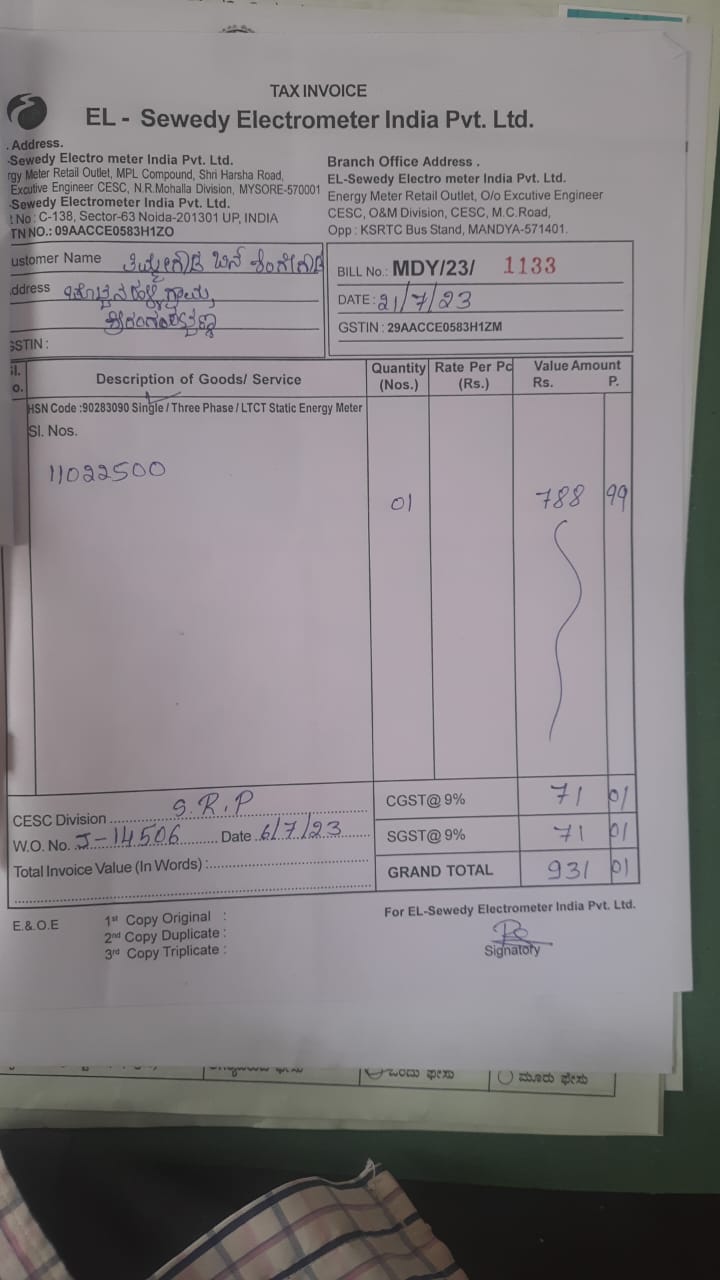 TAX INVOICE
EL - Sewedy Electrometer India Pvt. Ltd.
. Address.
-Sewedy Electro meter India Pvt. Ltd.
rgy Meter Retail Outlet, MPL Compound, Shri Harsha Road,
Excutive Engineer CESC, N.R.Mohalla Division, MYSORE-570001
Sewedy Electrometer India Pvt. Ltd.
t No : C-138, Sector-63 Noida-201301 UP, INDIA
TN NO.: 09AACCE0583H1ZO
Branch Office Address .
EL-Sewedy Electro meter India Pvt. Ltd.
Energy Meter Retail Outlet, O/o Excutive Engineer
CESC, O&M Division, CESC, M.C.Road,
Opp : KSRTC Bus Stand, MANDYA-571401.
ustomer Name ಬಿನ್
ddress
GSTIN :
BILL No.: MDY/23/ 1133
DATE: 21/7/23
GSTIN : 29AACCE0583H1ZM
il. Description of Goods/ Service Quantity Rate Per Pc Value Amount
o. (Nos.) (Rs.) Rs. P.
HSN Code :90283090 Single / Three Phase / LTCT Static Energy Meter
Sl. Nos.
11022500
01 788 99
CESC Division S.R.P
W.O. No. J-14506 Date 6/7/23
Total Invoice Value (In Words) :
CGST@ 9% 71 01
SGST@ 9% 71 01
GRAND TOTAL 931 01
E.& O.E 1st Copy Original :
2nd Copy Duplicate :
3rd Copy Triplicate :
For EL-Sewedy Electrometer India Pvt. Ltd.
Signatory
ಒಂದು ಫೇಸು ಮೂರು ಫೇಸು